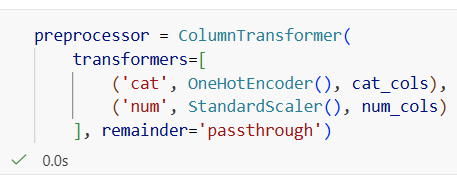 preprocessor = ColumnTransformer(
    transformers=[
        ('cat', OneHotEncoder(), cat_cols),
        ('num', StandardScaler(), num_cols)
    ], remainder='passthrough')
0.0s